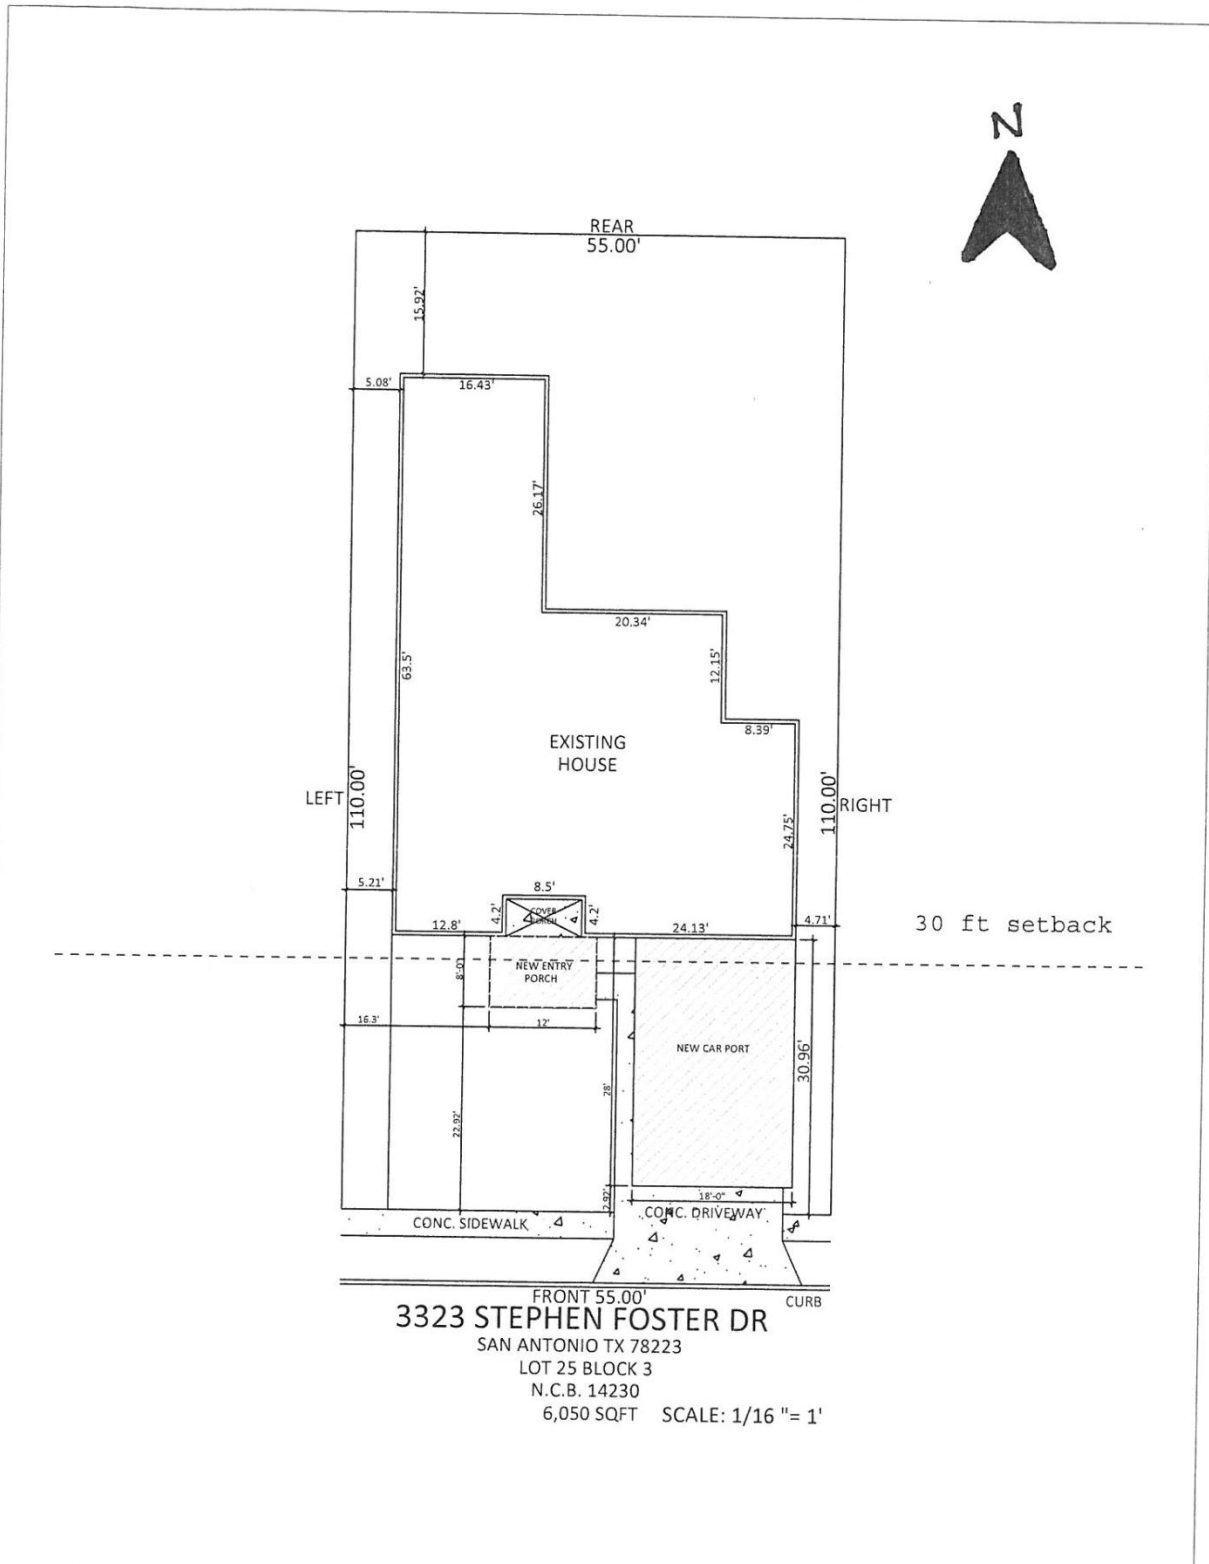 N
REAR
55.00'
15.92'
5.08'
16.43'
26.17'
20.34'
12.15'
8.39'
63.5'
EXISTING
HOUSE
LEFT
110.00'
110.00'
RIGHT
24.75'
5.21'
8.5'
4.2'
COVER
PORCH
4.2'
12.8'
24.13'
4.71'
30 ft setback
8'-0"
NEW ENTRY
PORCH
16.3'
12'
NEW CAR PORT
30.96'
28'
22.92'
2.92'
18'-0"
CONC. SIDEWALK
CONC. DRIVEWAY
FRONT 55.00'
CURB
3323 STEPHEN FOSTER DR
SAN ANTONIO TX 78223
LOT 25 BLOCK 3
N.C.B. 14230
6,050 SQFT SCALE: 1/16 "= 1'